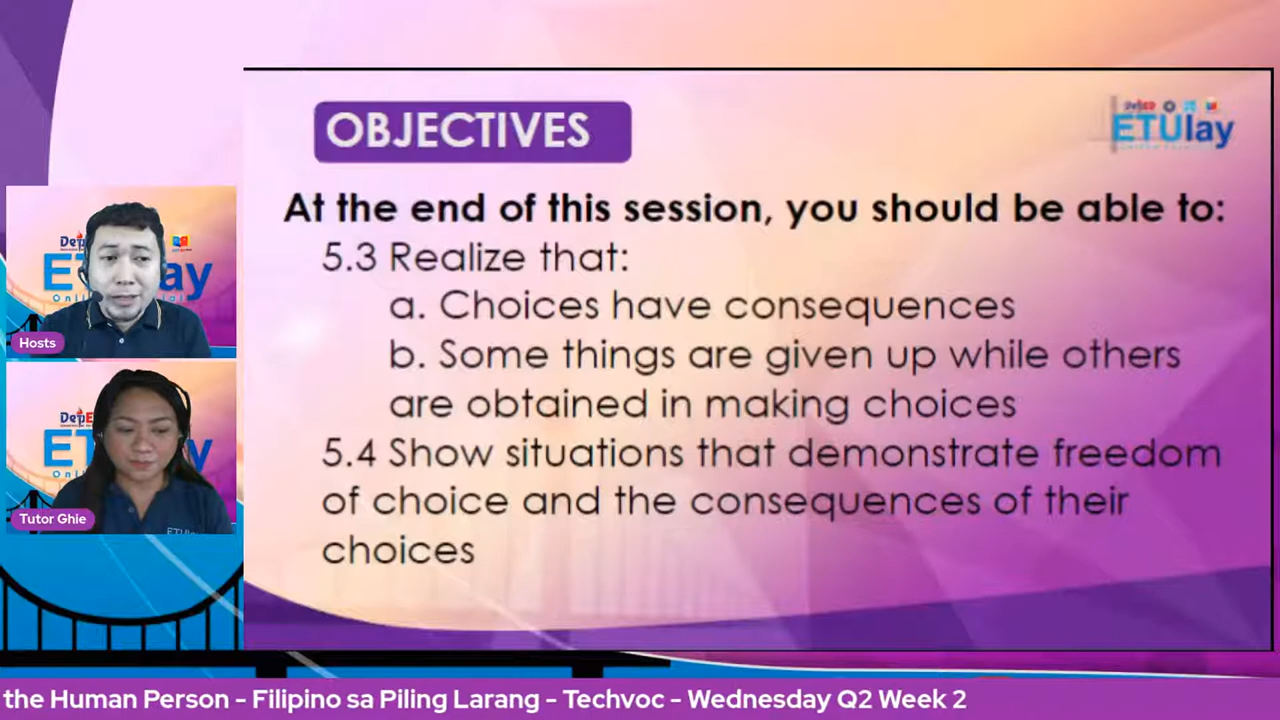 OBJECTIVES
ETUlay
At the end of this session, you should be able to:
5.3 Realize that:
a. Choices have consequences
b. Some things are given up while others
are obtained in making choices
5.4 Show situations that demonstrate freedom
of choice and the consequences of their
choices
Hosts
Tutor Ghie
the Human Person - Filipino sa Piling Larang - Techvoc - Wednesday Q2 Week 2